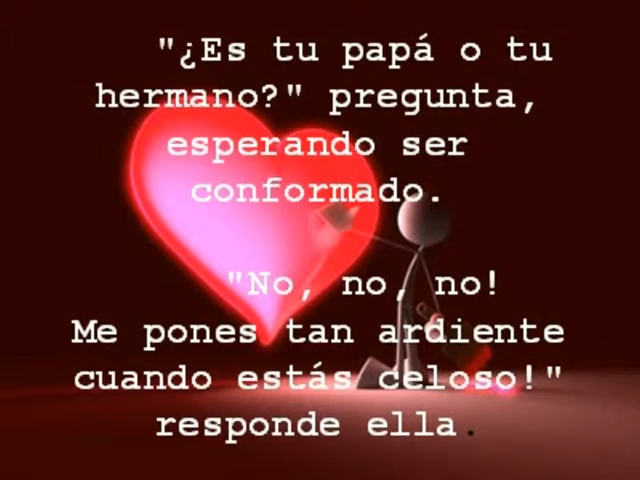 "¿Es tu papá o tu
hermano?" pregunta,
esperando ser
conformado.
"No, no, no!
Me pones tan ardiente
cuando estás celoso!"
responde ella.